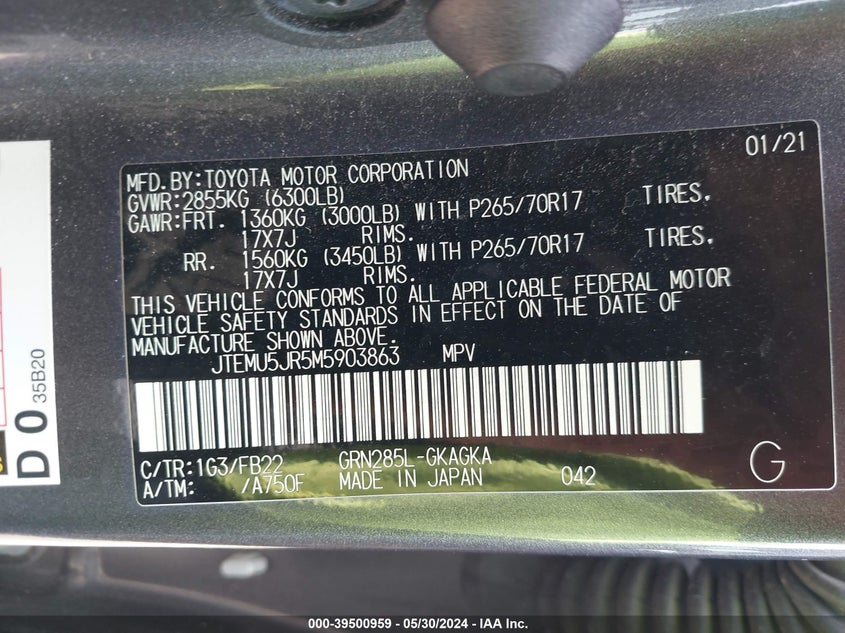 01/21
MFD.BY:TOYOTA MOTOR CORPORATION
GVWR:2855KG (6300LB)
GAWR:FRT. 1360KG (3000LB) WITH P265/70R17 TIRES,
17X7J RIMS.
RR. 1560KG (3450LB) WITH P265/70R17 TIRES,
17X7J RIMS.
THIS VEHICLE CONFORMS TO ALL APPLICABLE FEDERAL MOTOR
VEHICLE SAFETY STANDARDS IN EFFECT ON THE DATE OF
MANUFACTURE SHOWN ABOVE.
JTEMU5JR5M5903863 MPV
C/TR:1G3/FB22 GRN285L-GKAGKA
A/TM: /A750F MADE IN JAPAN 042
G
D 0 35B20
000-39500959 - 05/30/2024 - IAA Inc.